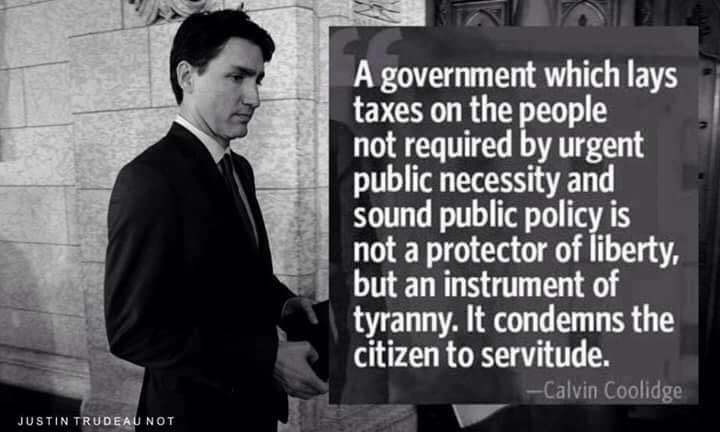 A government which lays
taxes on the people
not required by urgent
public necessity and
sound public policy is
not a protector of liberty,
but an instrument of
tyranny. It condemns the
citizen to servitude.
—Calvin Coolidge
JUSTIN TRUDEAU NOT